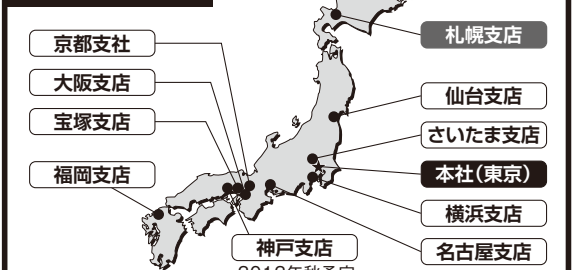 札幌支店
京都支社
大阪支店
仙台支店
宝塚支店
さいたま支店
福岡支店
本社(東京)
横浜支店
神戸支店
名古屋支店